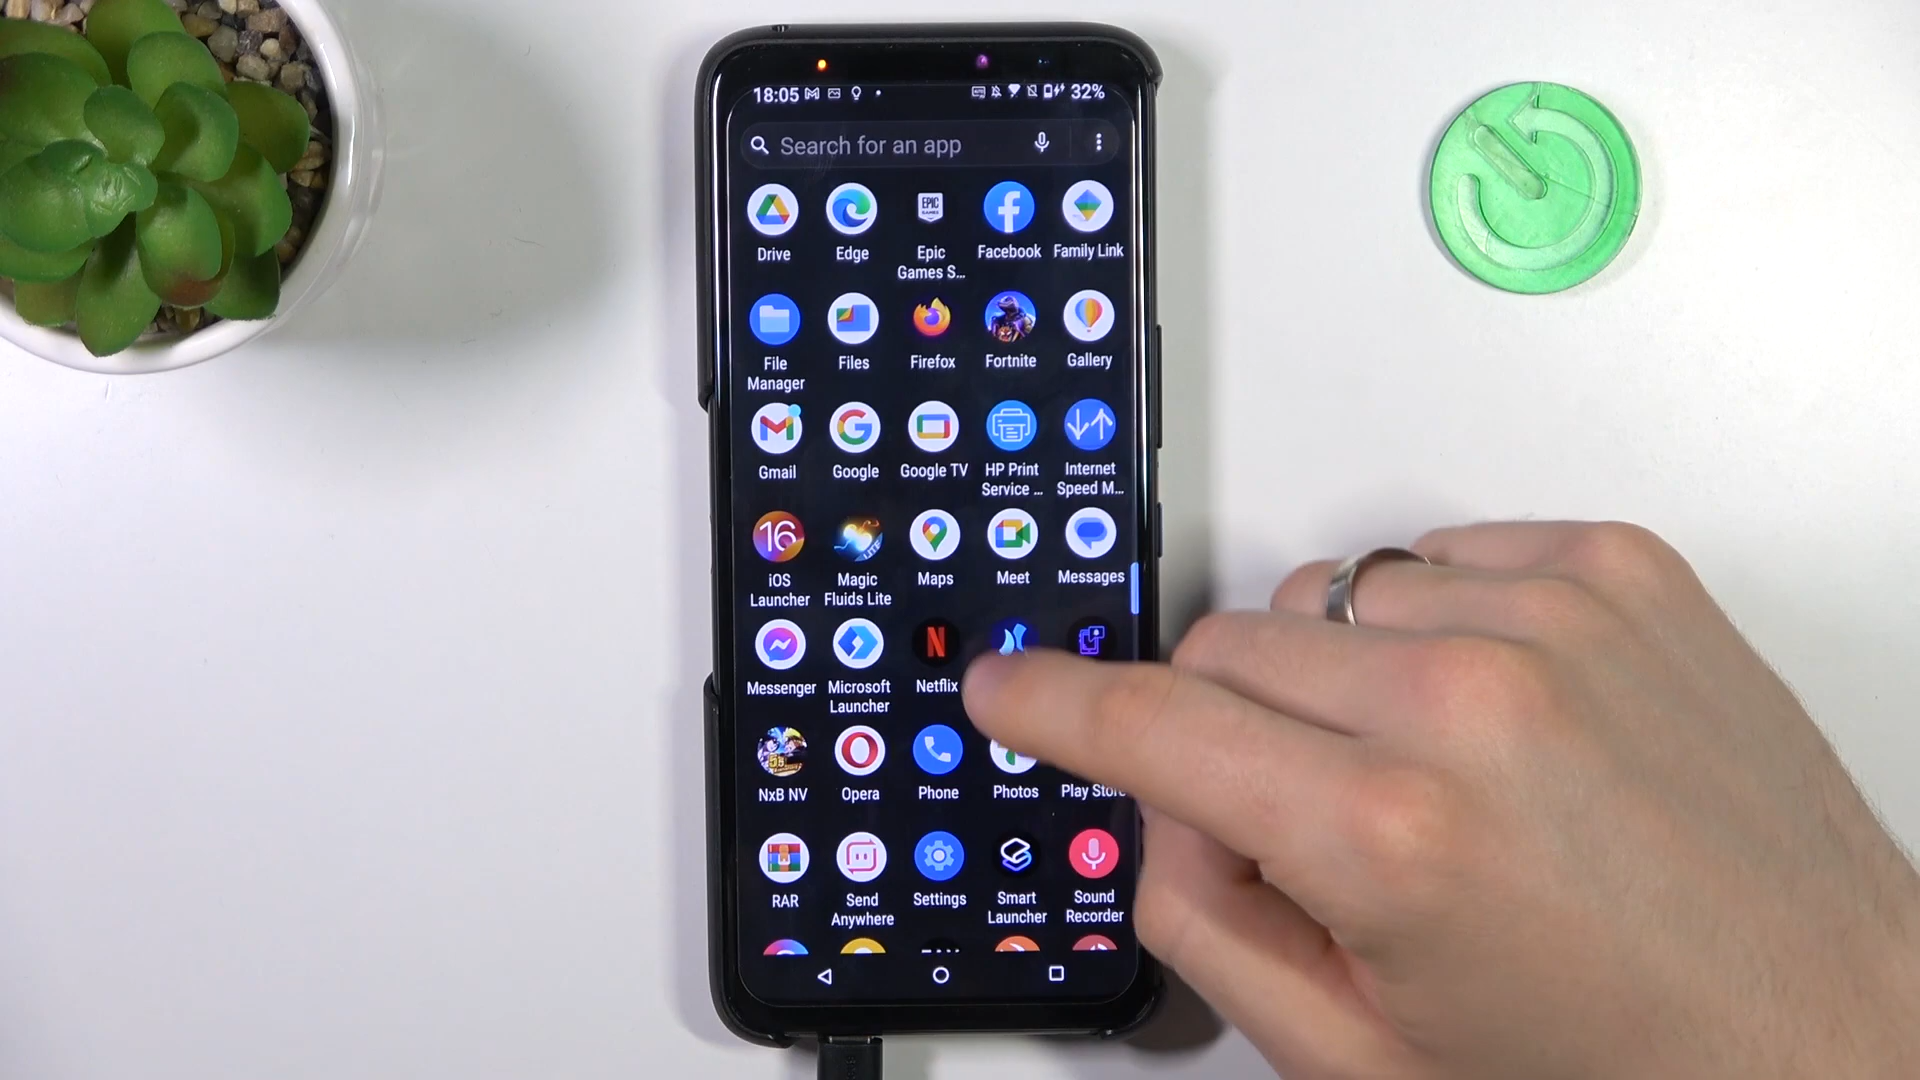 18:05 32%
Search for an app
Drive Edge Epic Games S... Facebook Family Link
EPIC
GAMES
File Manager Files Firefox Fortnite Gallery
Gmail Google Google TV HP Print Service ... Internet Speed M...
16
LITE
iOS Launcher Magic Fluids Lite Maps Meet Messages
N
Messenger Microsoft Launcher Netflix
NxB NV Opera Phone Photos Play Store
RAR Send Anywhere Settings Smart Launcher Sound Recorder